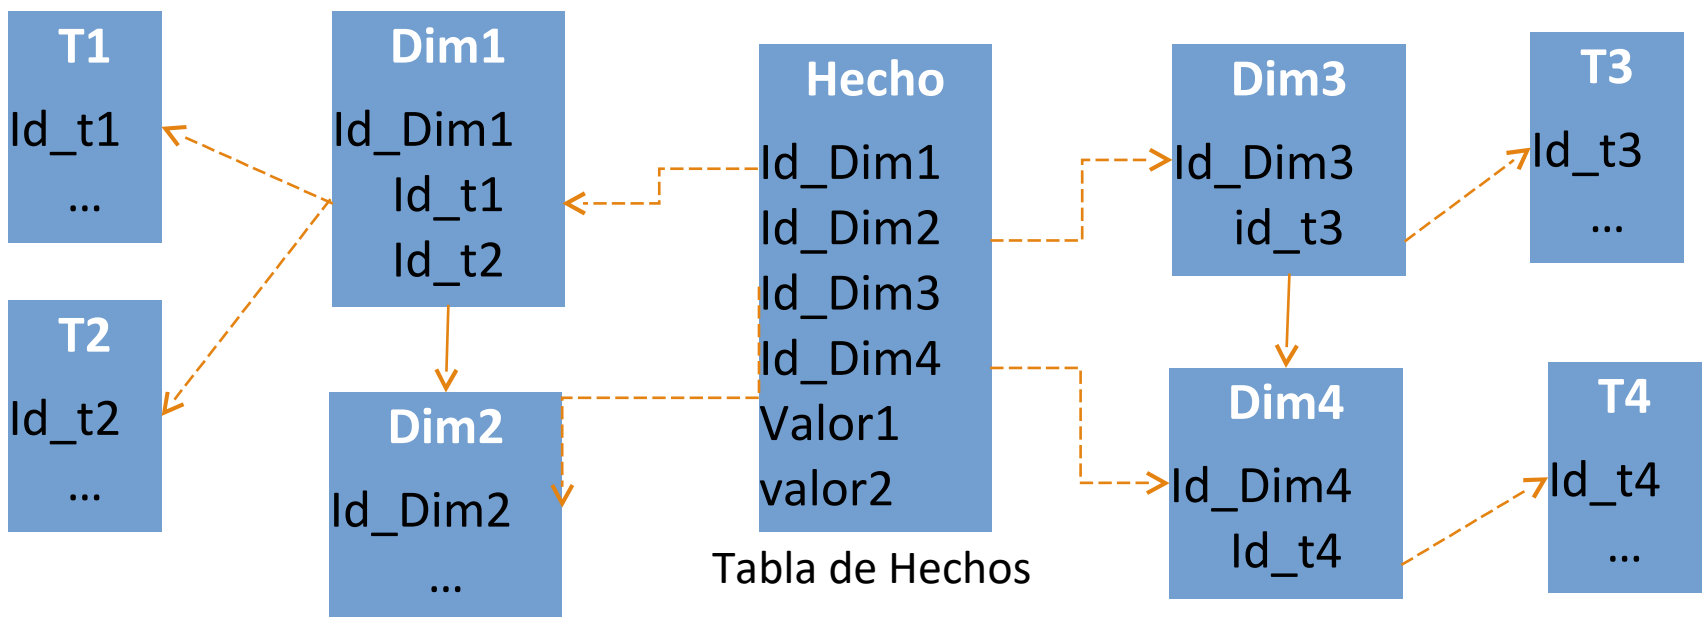 T1
Id_t1
...
T2
Id_t2
...
Dim1
Id_Dim1
Id_t1
Id_t2
Dim2
Id_Dim2
...
Hecho
Id_Dim1
Id_Dim2
Id_Dim3
Id_Dim4
Valor1
valor2
Tabla de Hechos
Dim3
Id_Dim3
id_t3
Dim4
Id_Dim4
Id_t4
T3
Id_t3
...
T4
Id_t4
...